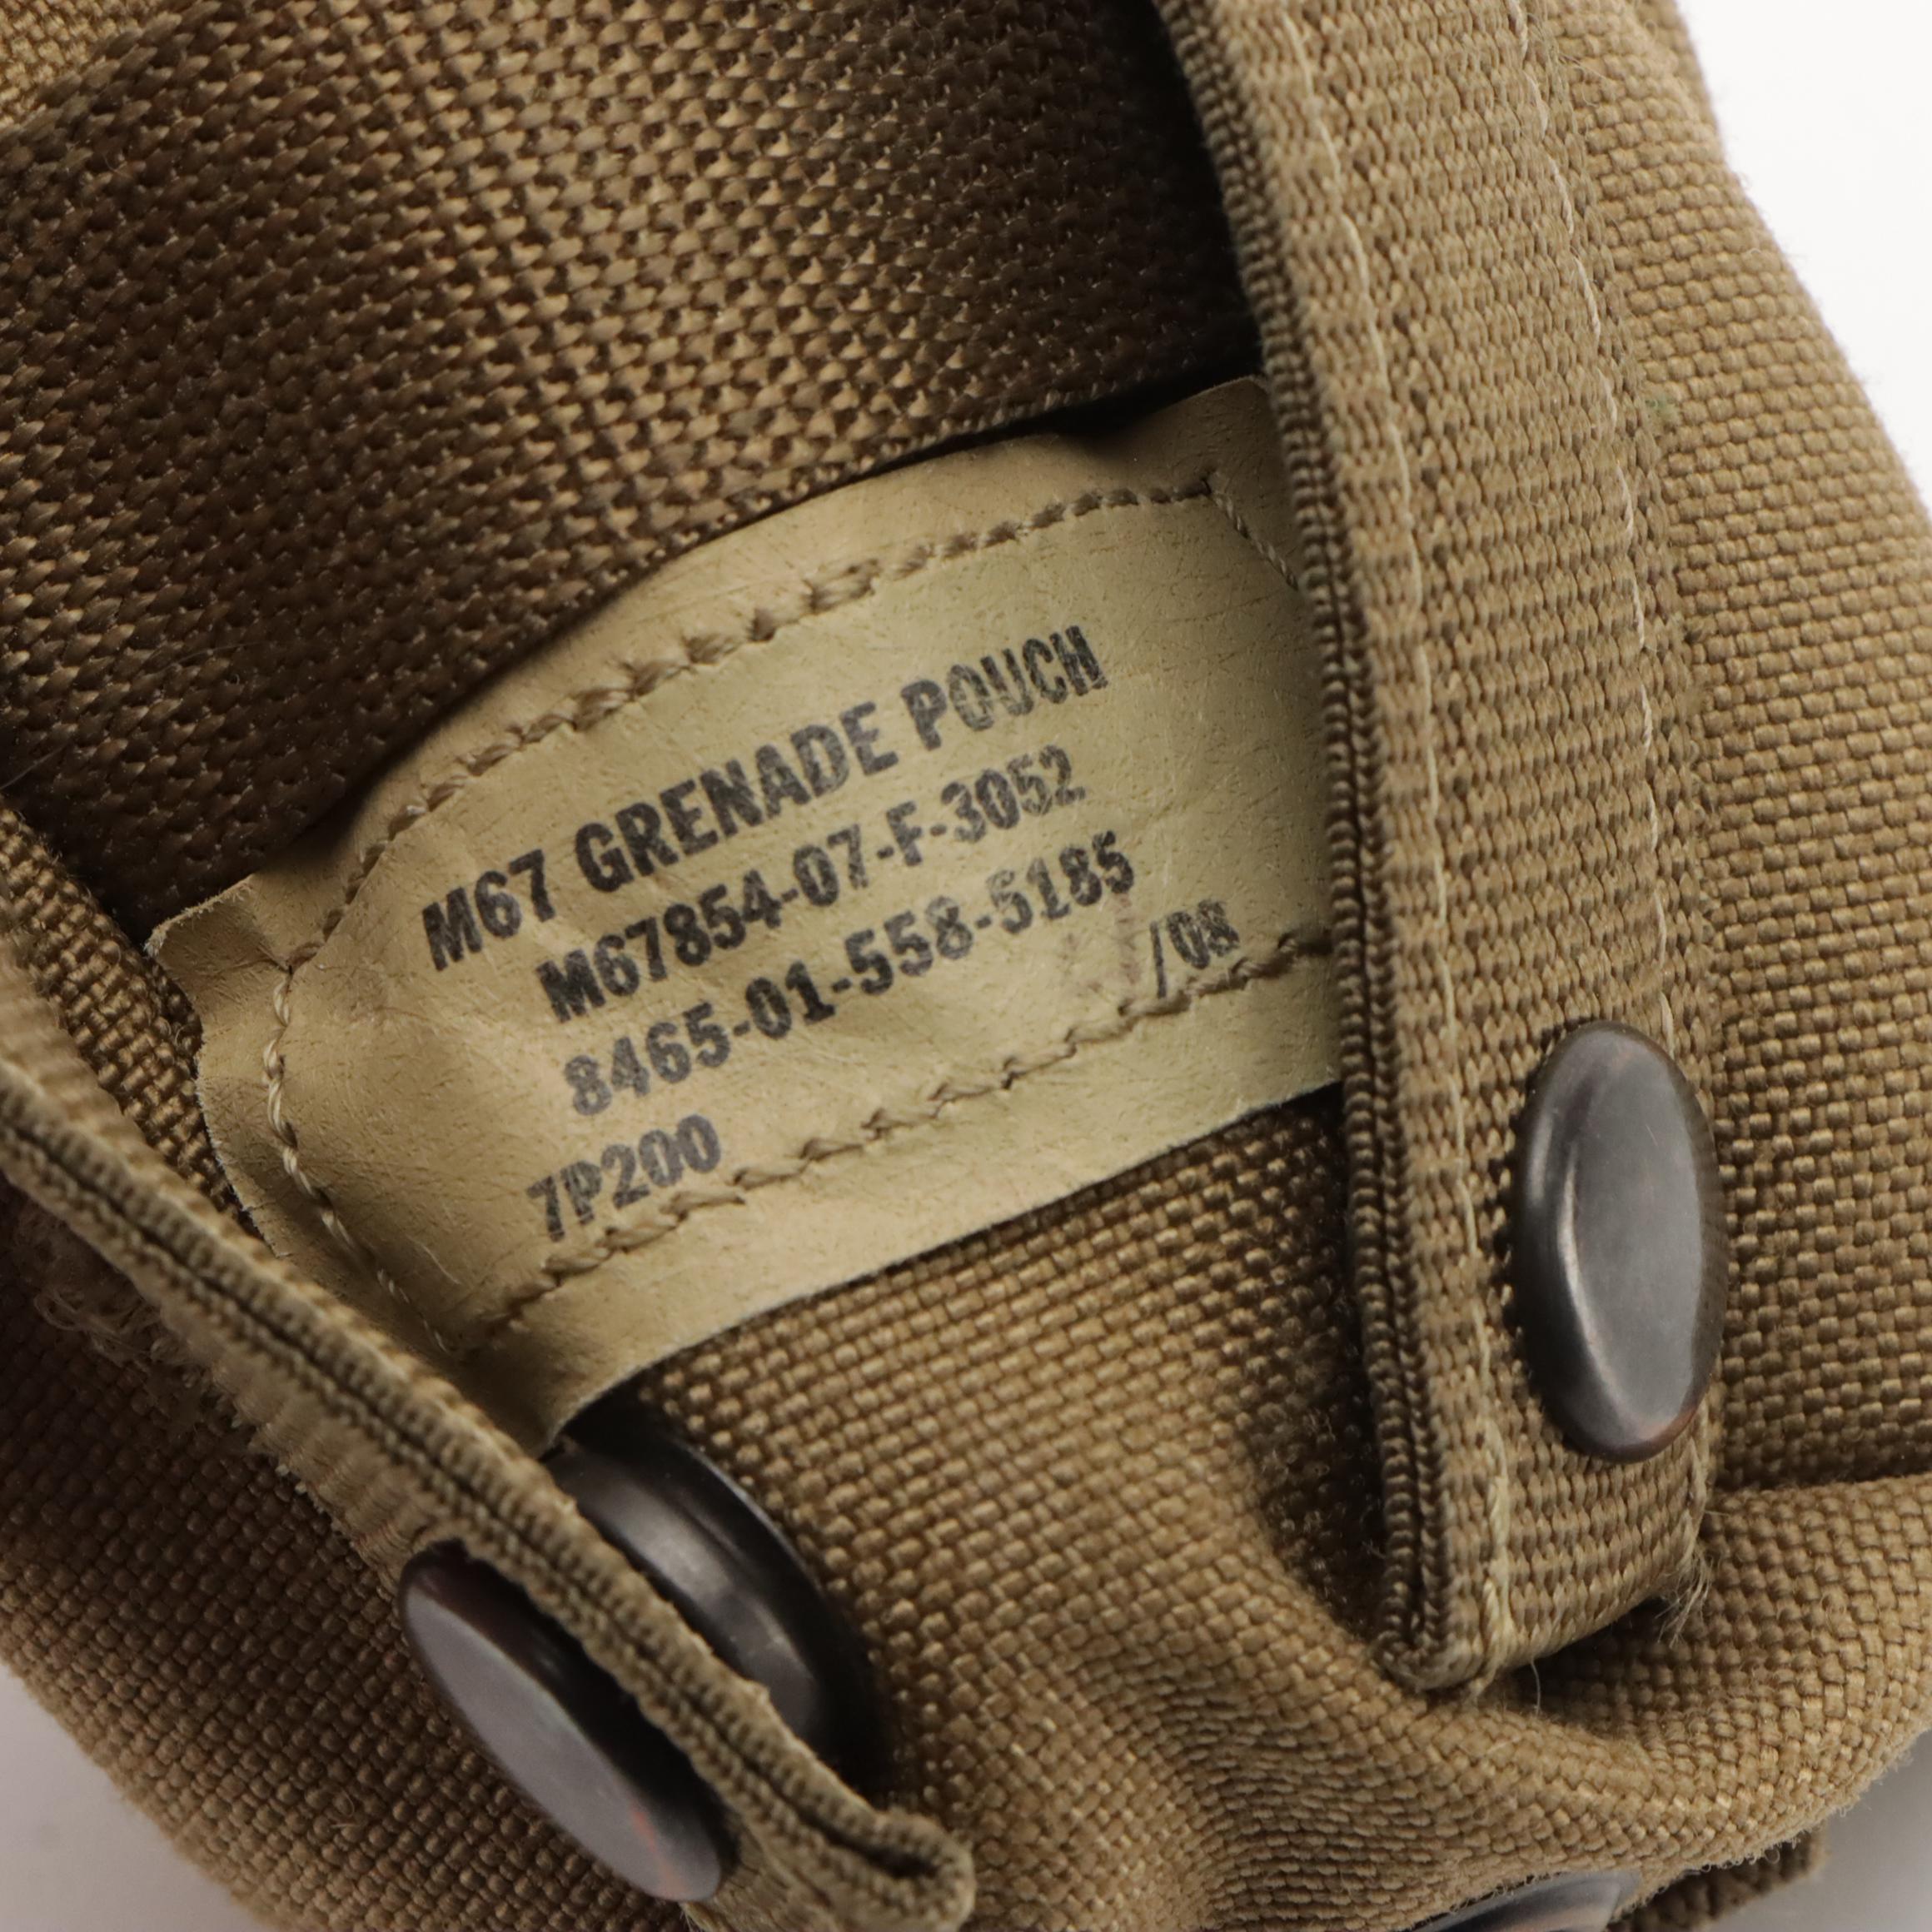 M67 GRENADE POUCH
M67854-07-F-3052
8465-01-558-5185
/08
7P200